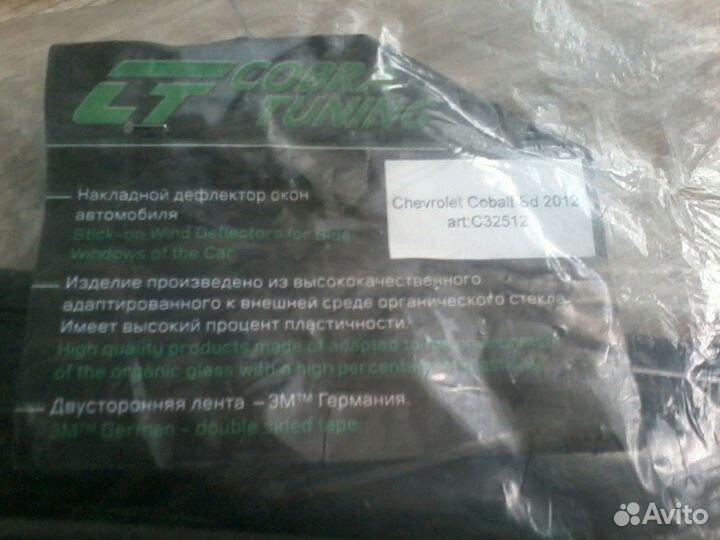 CT COBRA
TUNING
Chevrolet Cobalt Sd 2012
art:C32512
— Накладной дефлектор окон
автомобиля
Stick-on Wind Deflectors for Side
Windows of the Car
— Изделие произведено из высококачественного
адаптированного к внешней среде органического стекла.
Имеет высокий процент пластичности.
High quality products made of adapted to the environment
of the organic glass with a high percentage of plasticity
— Двусторонняя лента – 3M™ Германия.
3M™ German - double sided tape
Avito